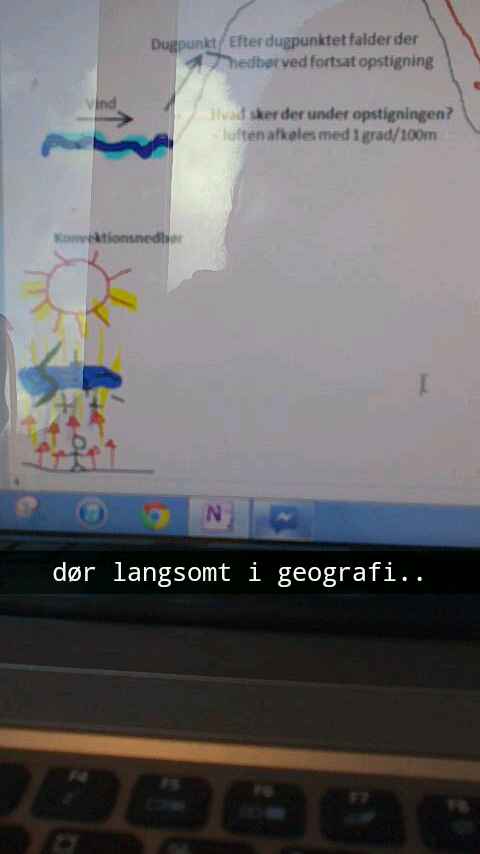 Dugpunkt
Efter dugpunktet falder der
nedbør ved fortsat opstigning
Vind
Hvad sker der under opstigningen?
- luften afkøles med 1 grad/100m
Konvektionsnedbør
N
dør langsomt i geografi..
F4
F5
F6
F7
F8